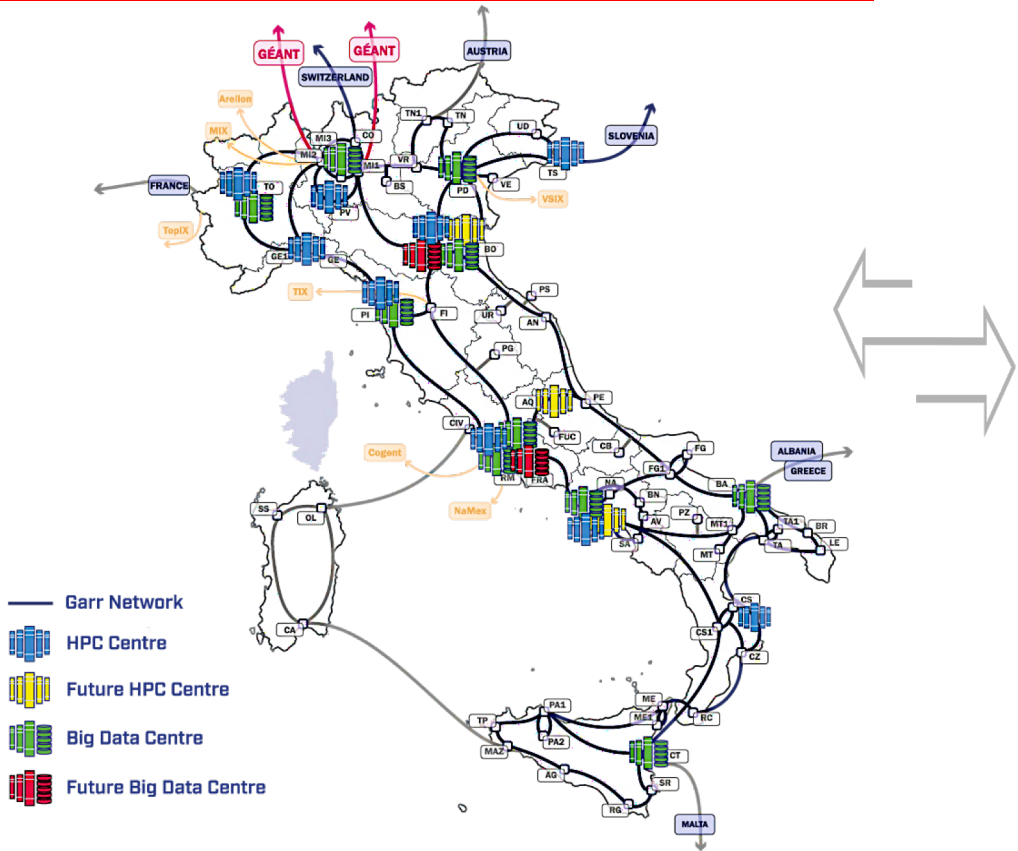 AUSTRIA
GÉANT
GÉANT
SWITZERLAND
Arelion
TN1
TN
MIX
MI3
CO
UD
SLOVENIA
MI2
MI1
VR
TS
FRANCE
TO
BS
PD
VE
VSIX
PV
TopIX
GE1
GE
BO
TIX
PS
PI
FI
UR
AN
PG
AQ
PE
CIV
FUC
CB
FG
Cogent
ALBANIA
GREECE
FG1
RM
FRA
NA
BA
BN
SS
OL
NaMex
AV
PZ
MT1
TA1
BR
SA
MT
TA
LE
Garr Network
CS
CA
CS1
HPC Centre
CZ
Future HPC Centre
ME
PA1
TP
ME1
RC
Big Data Centre
PA2
MAZ
CT
AG
SR
Future Big Data Centre
RG
MALTA